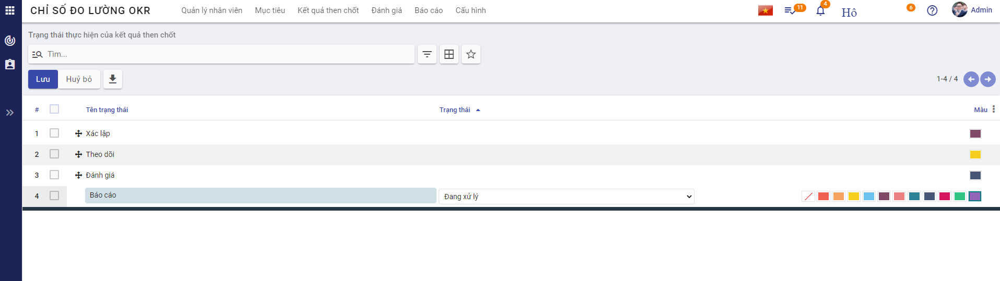 CHỈ SỐ ĐO LƯỜNG OKR Quản lý nhân viên Mục tiêu Kết quả then chốt Đánh giá Báo cáo Cấu hình 11 4 Hô 6 Admin
Trạng thái thực hiện của kết quả then chốt
Tìm...
Lưu Huỷ bỏ 1-4 / 4
# Tên trạng thái Trạng thái Màu
1 Xác lập
2 Theo dõi
3 Đánh giá
4 Báo cáo Đang xử lý